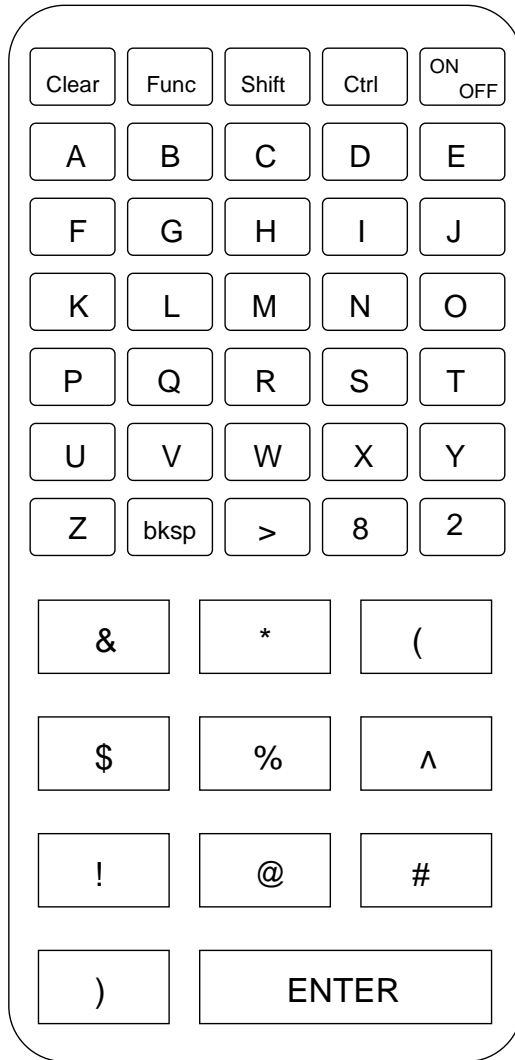 Clear Func Shift Ctrl ON OFF
A B C D E
F G H I J
K L M N O
P Q R S T
U V W X Y
Z bksp > 8 2
& * (
$ % ^
! @ #
) ENTER